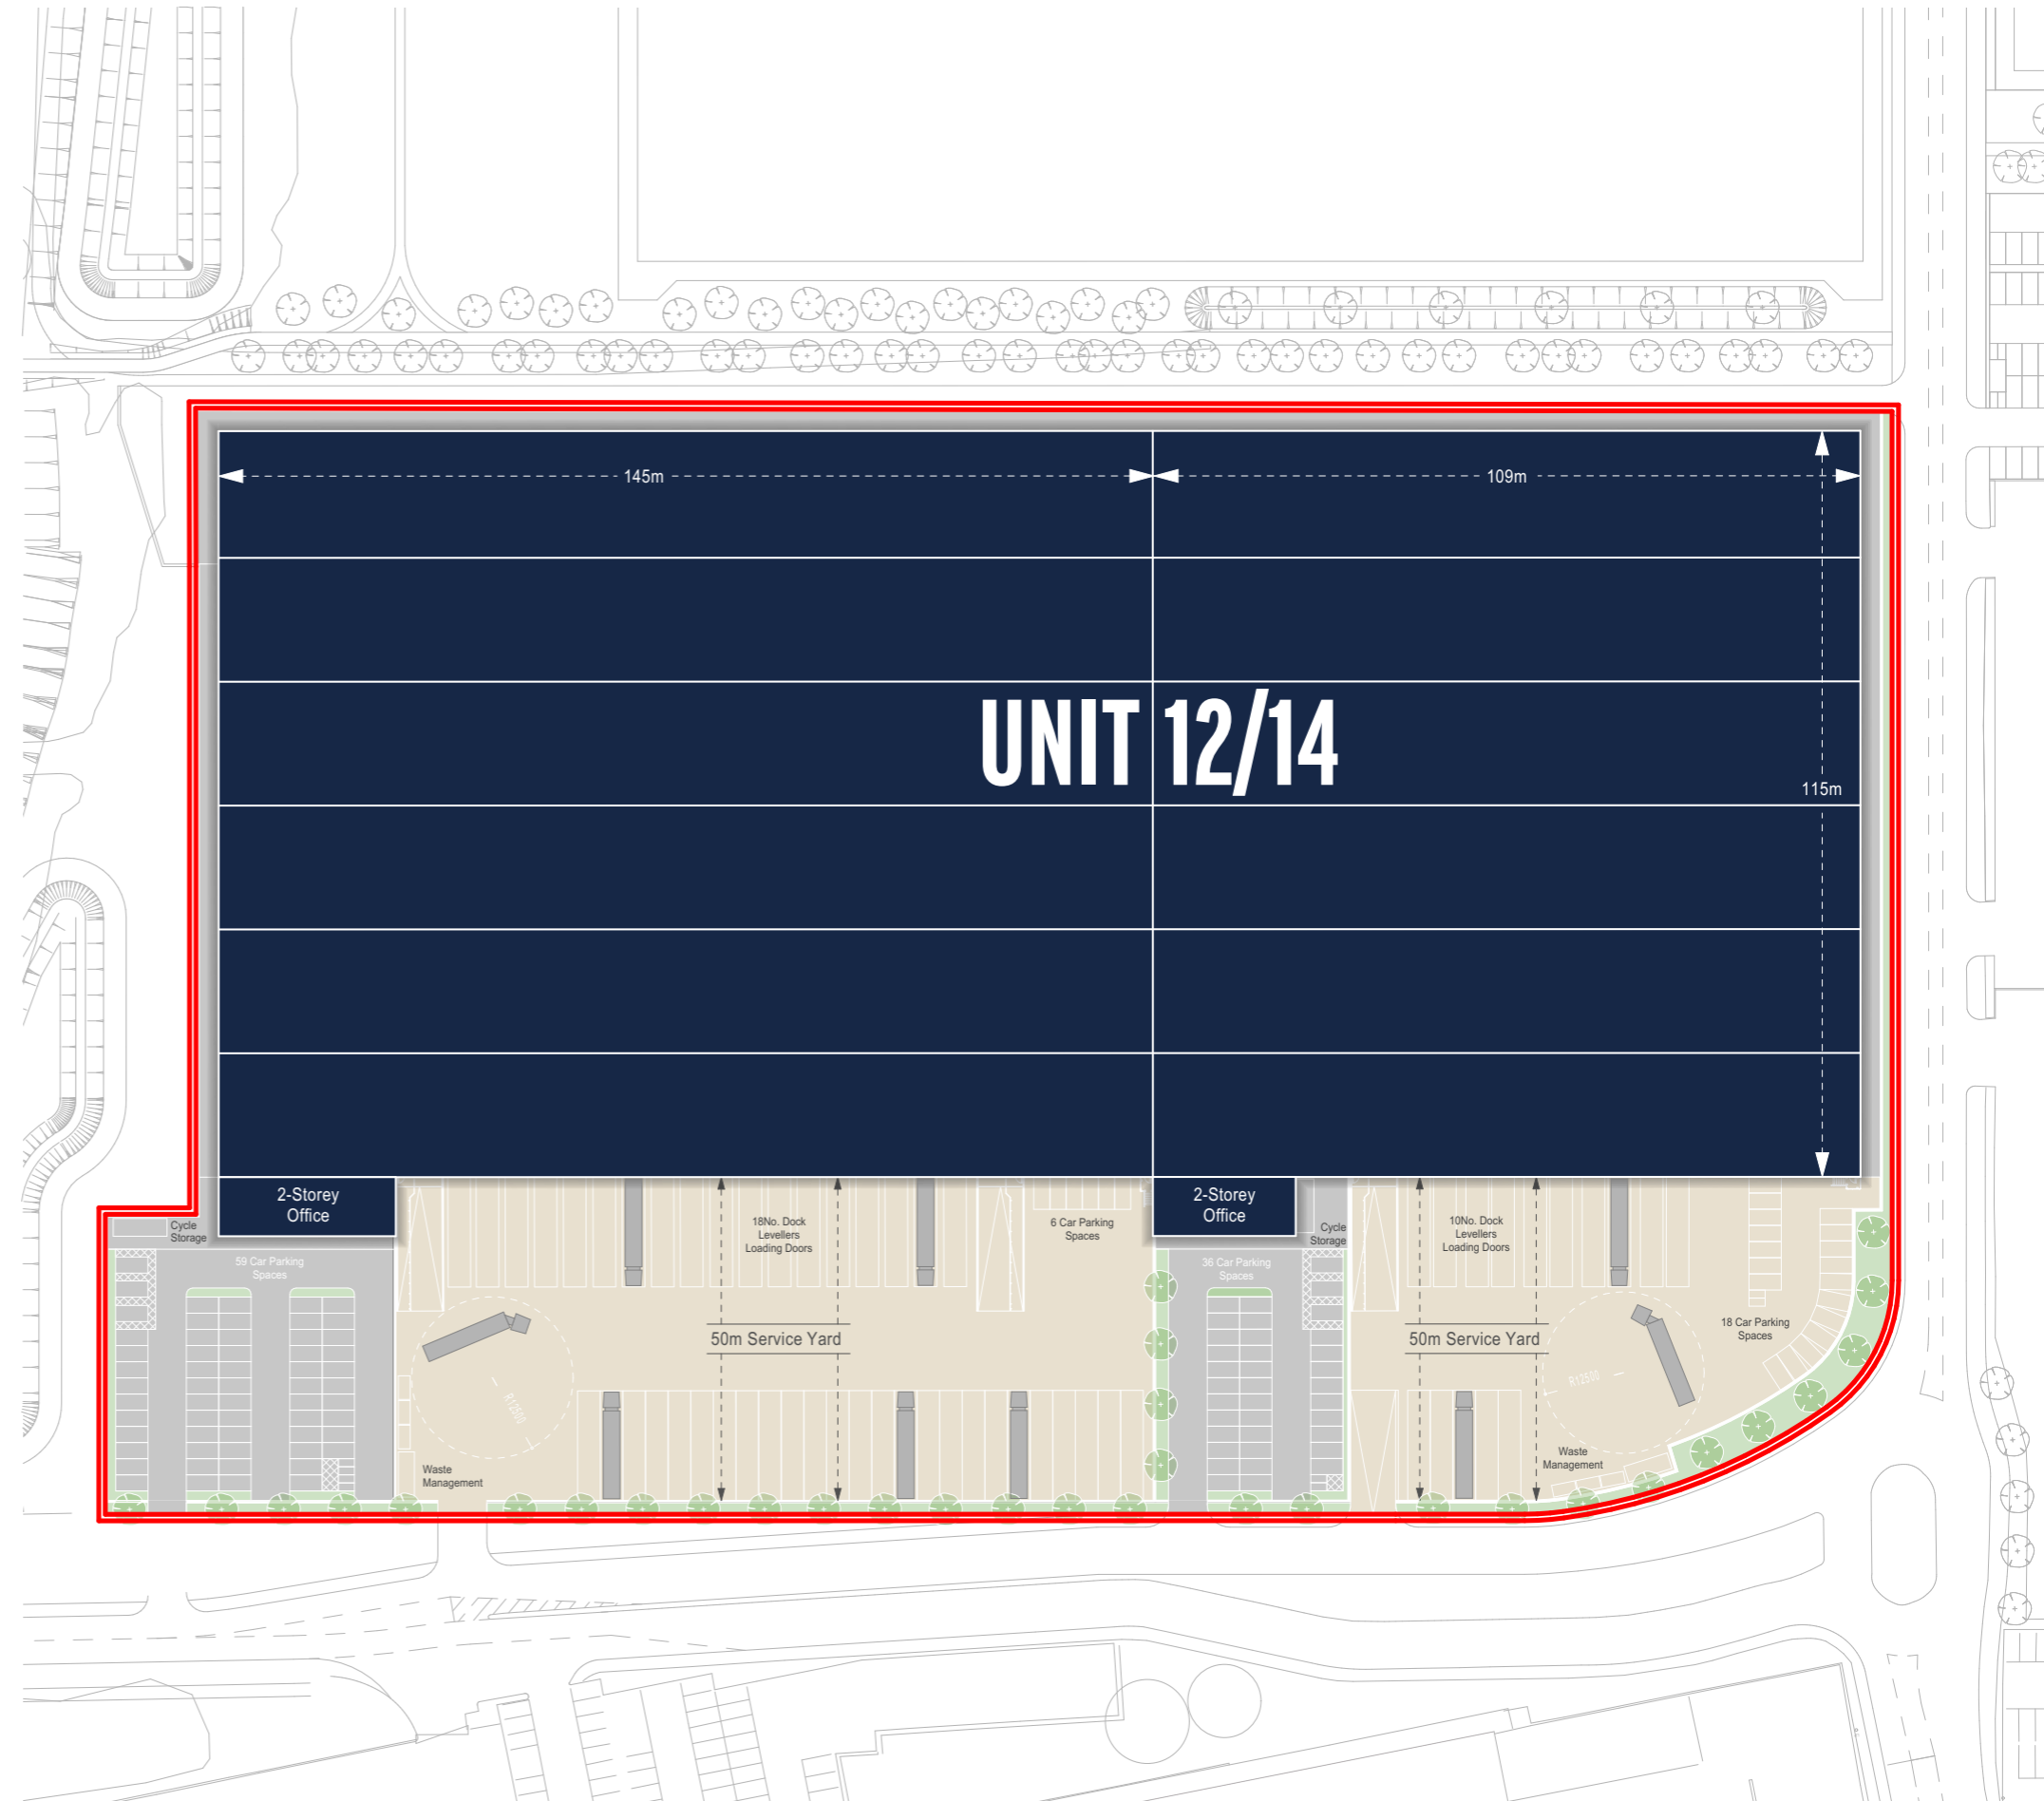 145m
109m
UNIT 12/14
115m
2-Storey
Office
2-Storey
Office
Cycle
Storage
18No. Dock
Levellers
Loading Doors
6 Car Parking
Spaces
Cycle
Storage
10No. Dock
Levellers
Loading Doors
59 Car Parking
Spaces
36 Car Parking
Spaces
50m Service Yard
50m Service Yard
18 Car Parking
Spaces
R12500
R12500
Waste
Management
Waste
Management